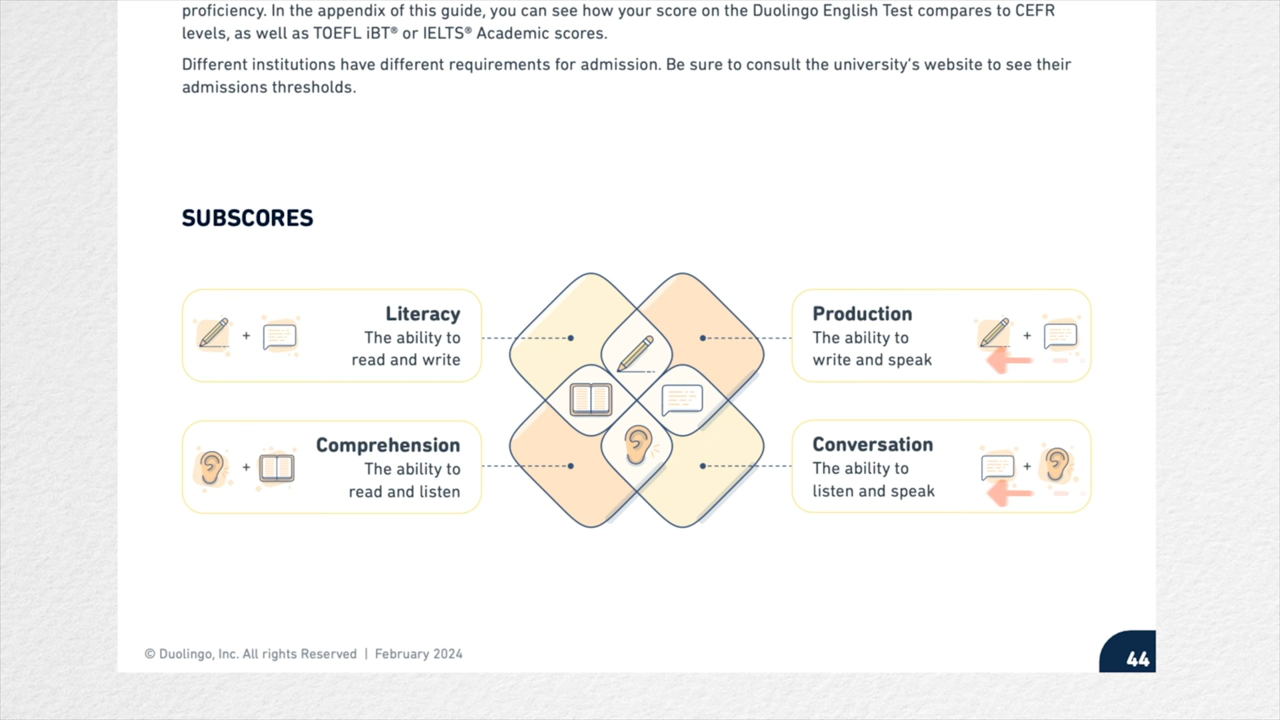 proficiency. In the appendix of this guide, you can see how your score on the Duolingo English Test compares to CEFR
levels, as well as TOEFL iBT® or IELTS® Academic scores.
Different institutions have different requirements for admission. Be sure to consult the university’s website to see their
admissions thresholds.
SUBSCORES
+
Literacy
The ability to
read and write
Production
The ability to
write and speak
+
+
Comprehension
The ability to
read and listen
Conversation
The ability to
listen and speak
+
© Duolingo, Inc. All rights Reserved | February 2024
44